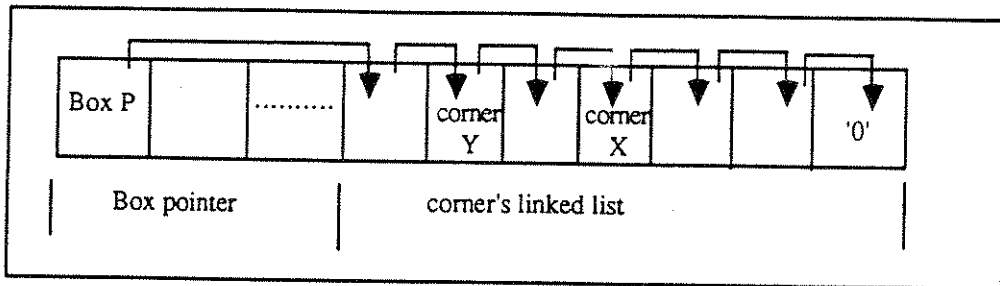 Box P
..........
corner
Y
corner
X
'0'
Box pointer
corner's linked list